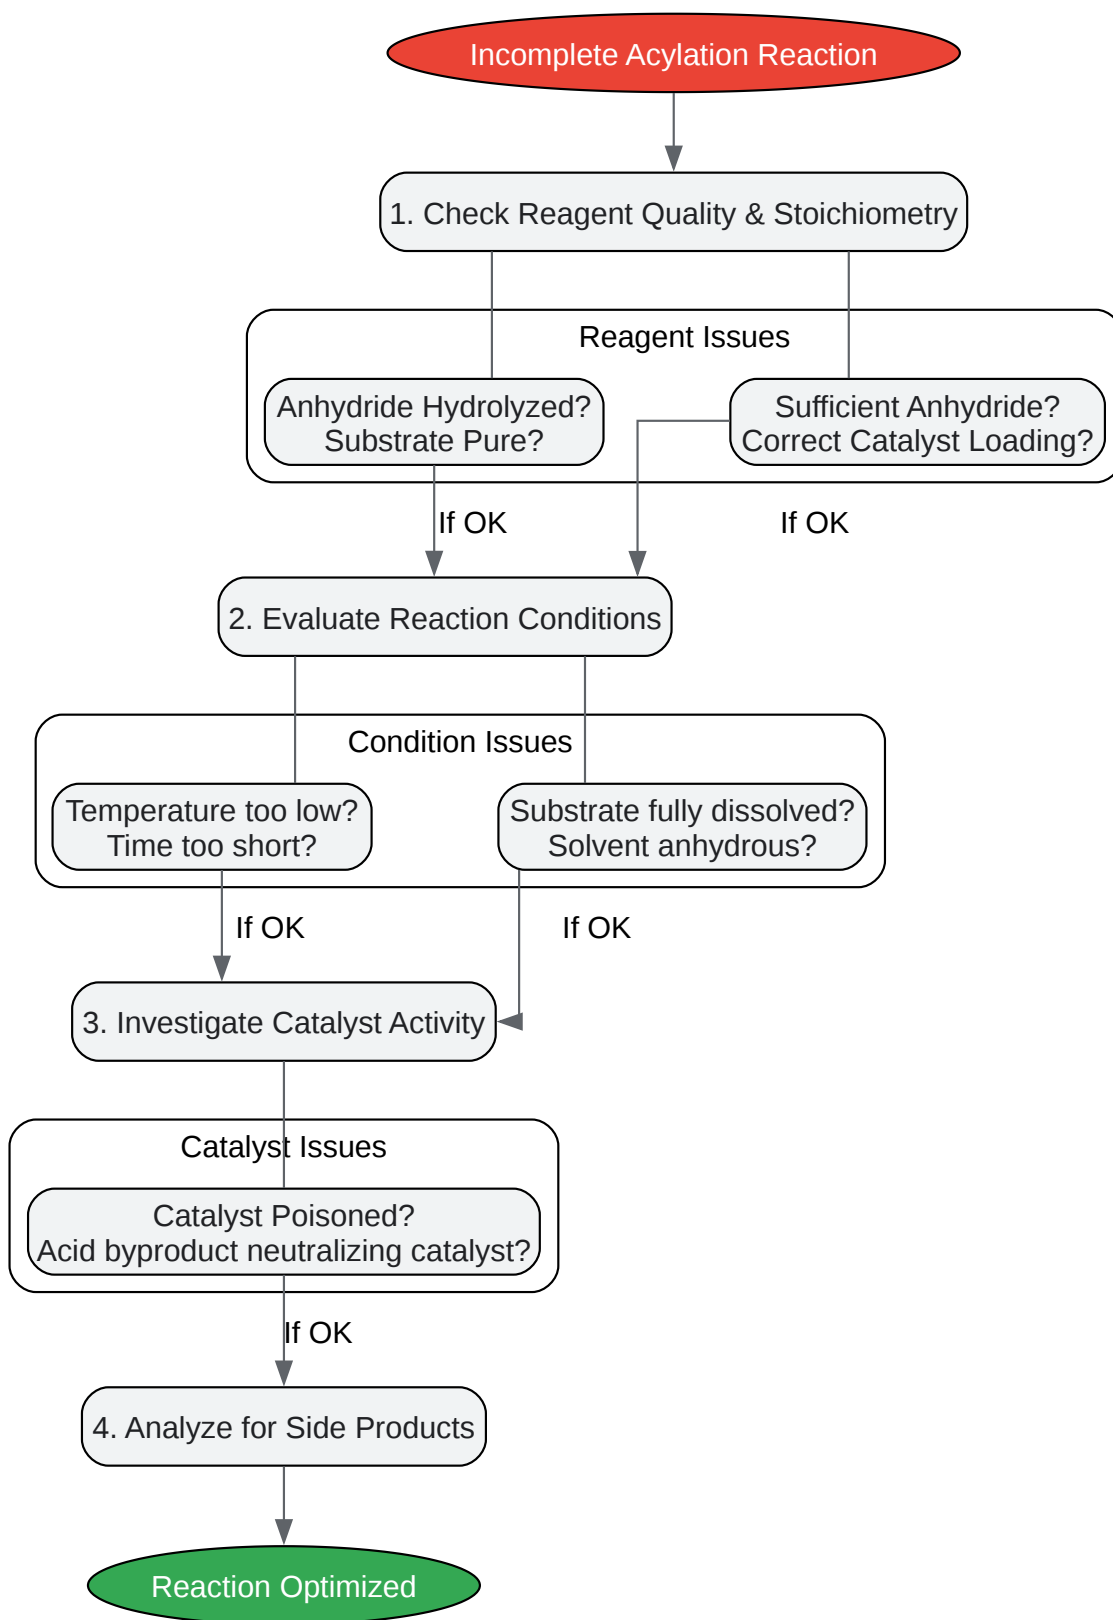 Incomplete Acylation Reaction
1. Check Reagent Quality & Stoichiometry
Reagent Issues
Anhydride Hydrolyzed?
Substrate Pure?
Sufficient Anhydride?
Correct Catalyst Loading?
If OK
If OK
2. Evaluate Reaction Conditions
Condition Issues
Temperature too low?
Time too short?
Substrate fully dissolved?
Solvent anhydrous?
If OK
If OK
3. Investigate Catalyst Activity
Catalyst Issues
Catalyst Poisoned?
Acid byproduct neutralizing catalyst?
If OK
4. Analyze for Side Products
Reaction Optimized